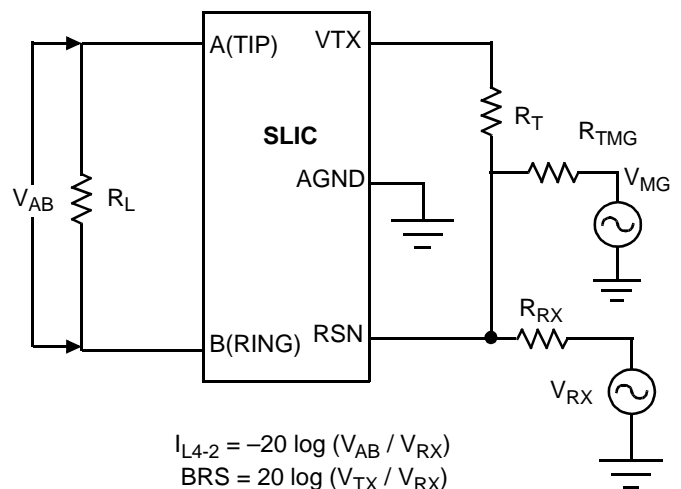 A(TIP)
VTX
R_T
SLIC
R_TMG
V_MG
AGND
V_AB
R_L
R_RX
B(RING)
RSN
V_RX
I_L4-2 = –20 log (V_AB / V_RX)
BRS = 20 log (V_TX / V_RX)